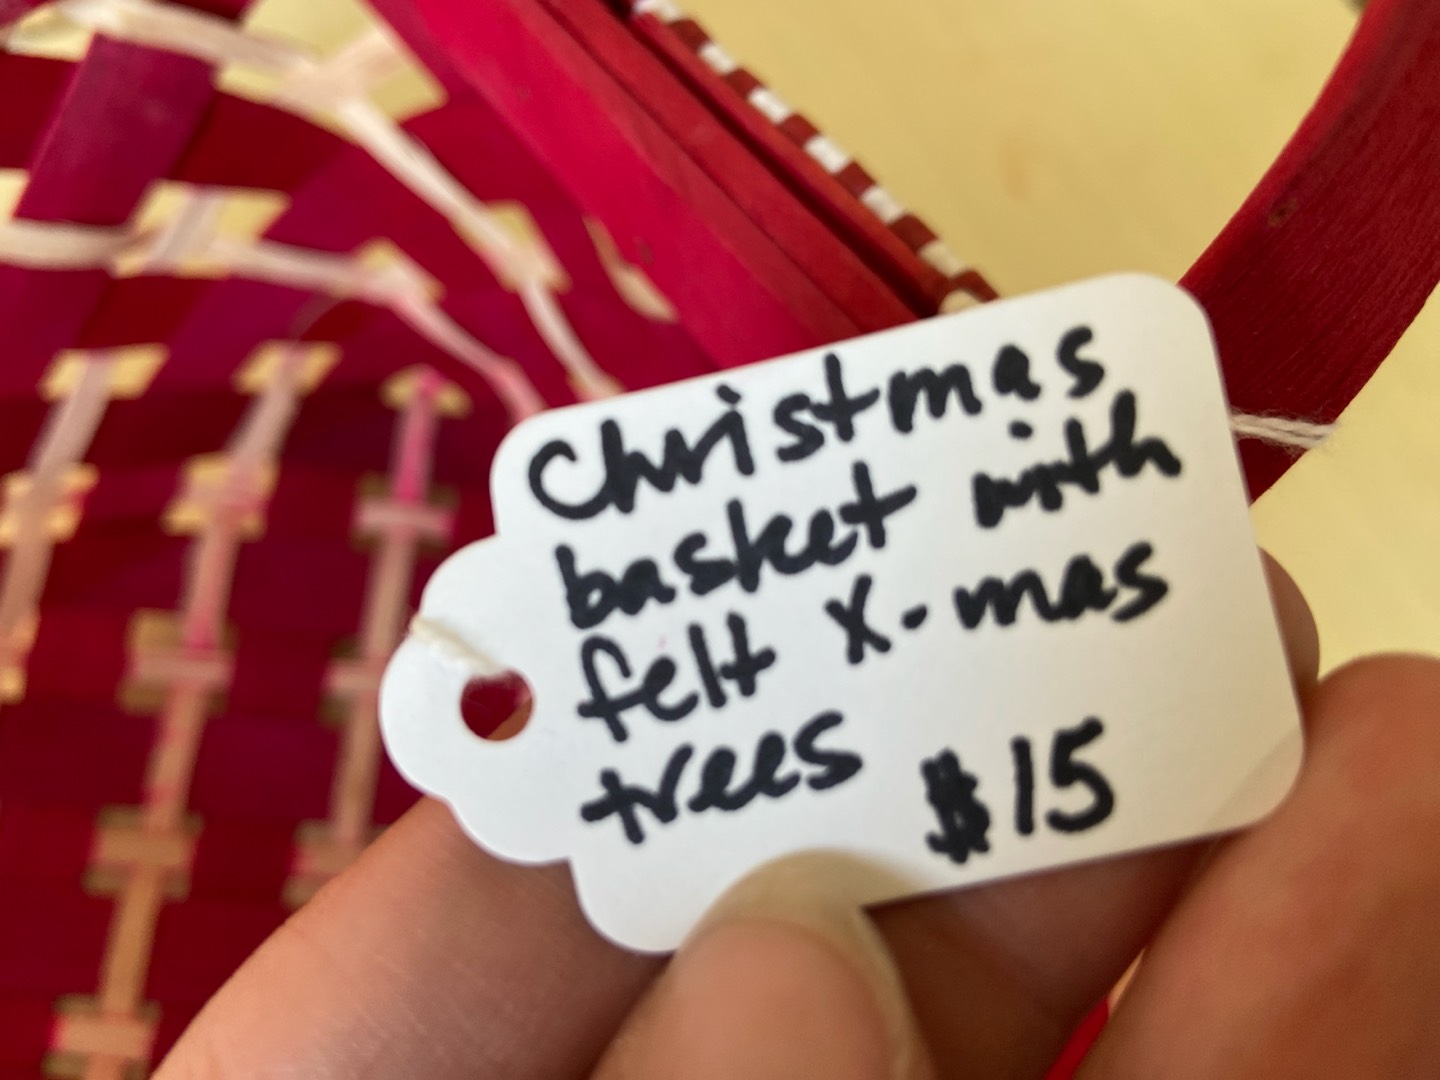 Christmas
basket with
felt X-mas
trees $15